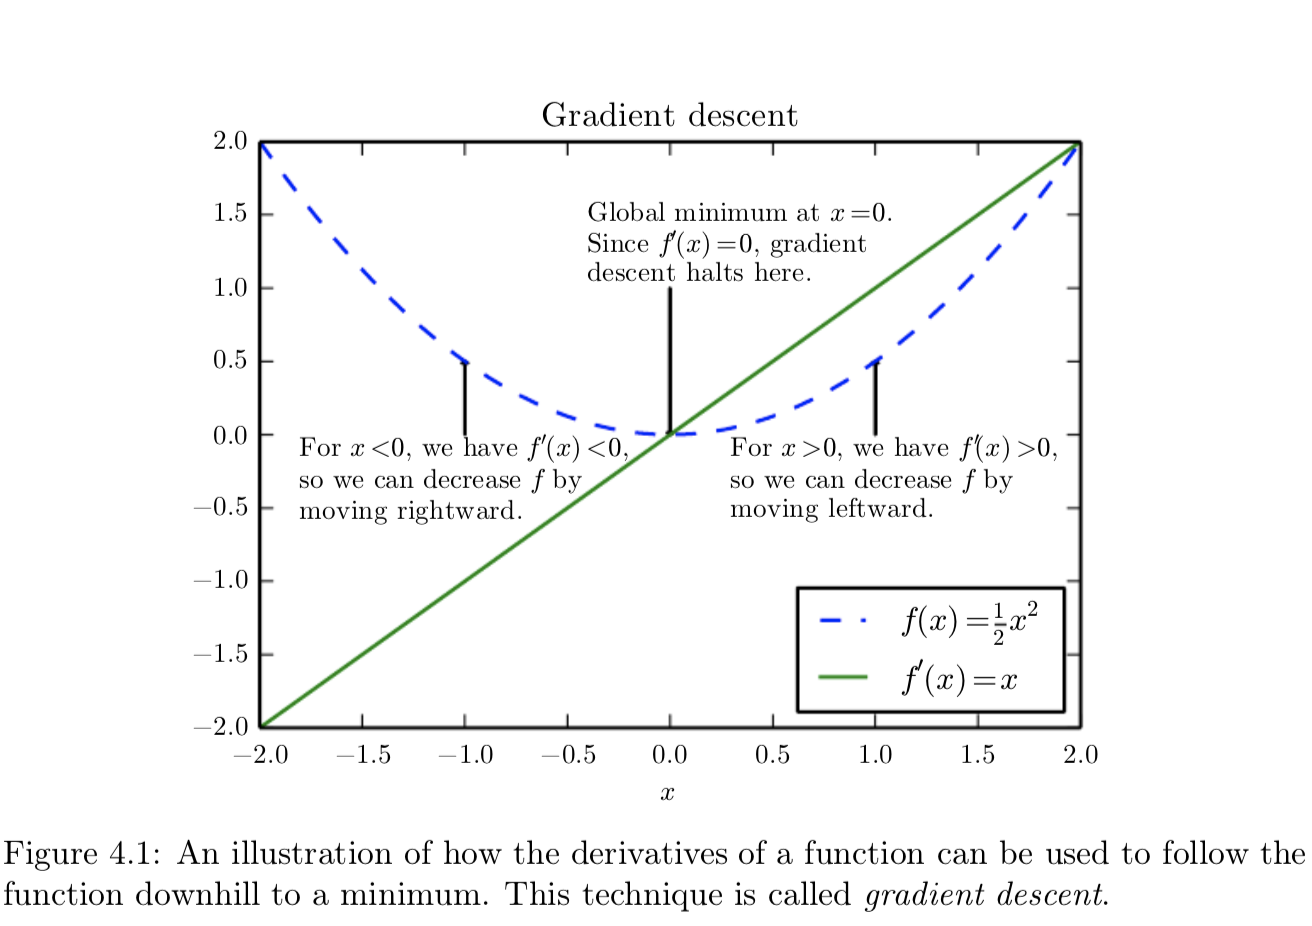 Gradient descent
2.0
1.5
1.0
0.5
0.0
−0.5
−1.0
−1.5
−2.0
Global minimum at x = 0.
Since f′(x) = 0, gradient
descent halts here.
For x < 0, we have f′(x) < 0,
so we can decrease f by
moving rightward.
For x > 0, we have f′(x) > 0,
so we can decrease f by
moving leftward.
f(x) = ½x²
f′(x) = x
−2.0 −1.5 −1.0 −0.5 0.0 0.5 1.0 1.5 2.0
x
Figure 4.1: An illustration of how the derivatives of a function can be used to follow the
function downhill to a minimum. This technique is called gradient descent.